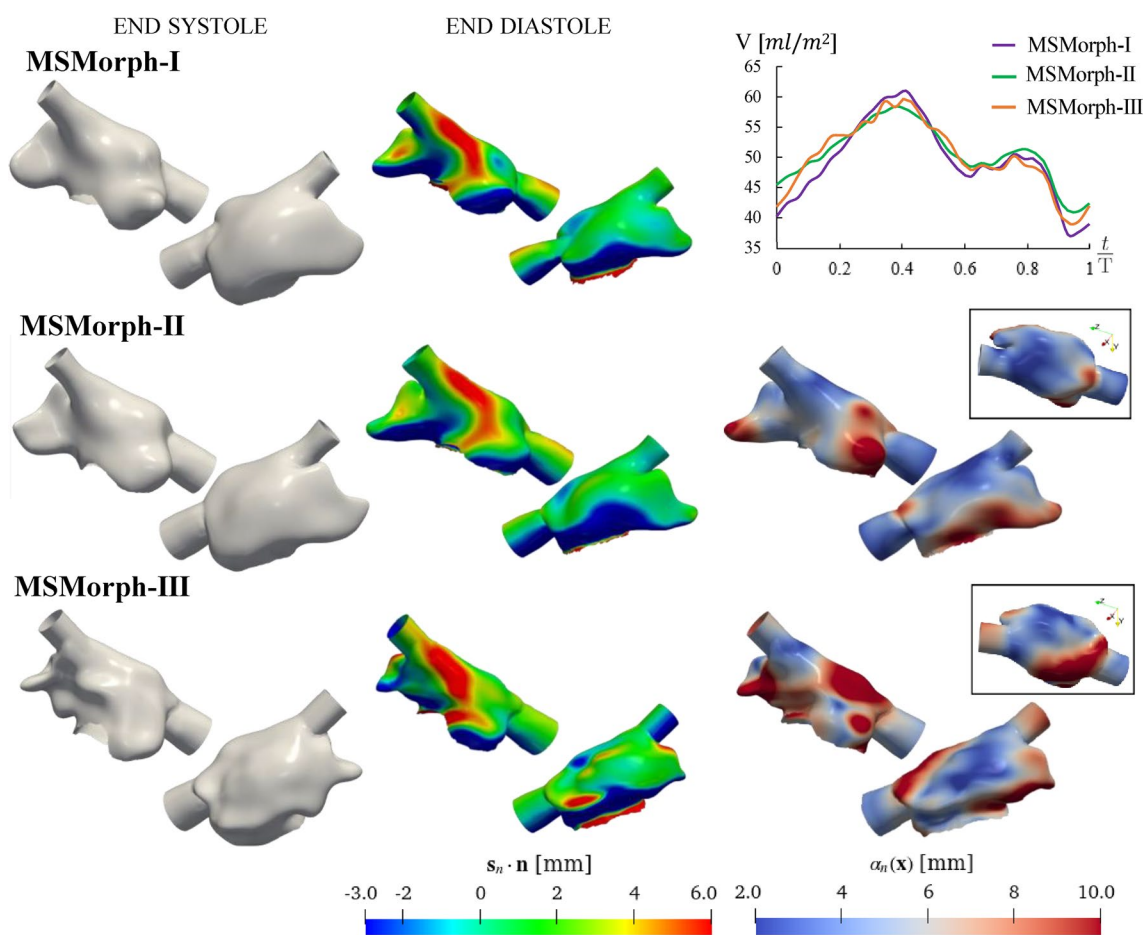 END SYSTOLE
END DIASTOLE
V [ml/m²]
MSMorph-I
MSMorph-II
MSMorph-III
65
60
55
50
45
40
35
0 0.2 0.4 0.6 0.8 1
t/T
MSMorph-I
MSMorph-II
z
X
Y
MSMorph-III
z
X
Y
sₙ · n [mm]
-3.0 -2 0 2 4 6.0
αₙ(x) [mm]
2.0 4 6 8 10.0